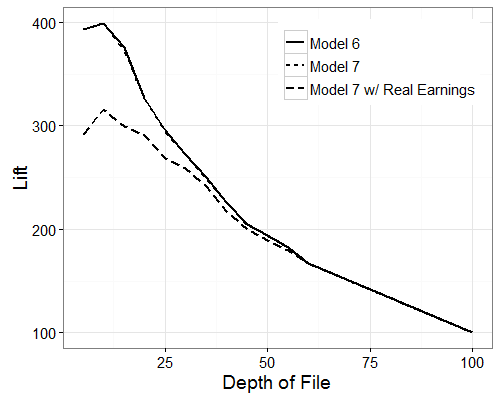 400
300
200
100
Lift
Model 6
Model 7
Model 7 w/ Real Earnings
25 50 75 100
Depth of File